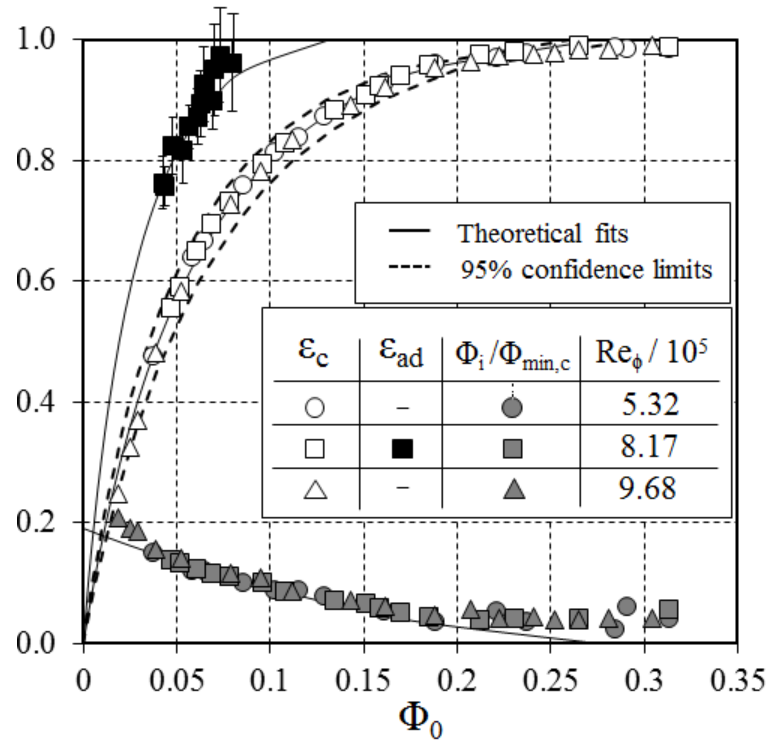 1.0
0.8
0.6
0.4
0.2
0.0
Theoretical fits
95% confidence limits
εc εad Φi/Φmin,c Reϕ / 10⁵
– 5.32
8.17
– 9.68
0 0.05 0.1 0.15 0.2 0.25 0.3 0.35
Φ0